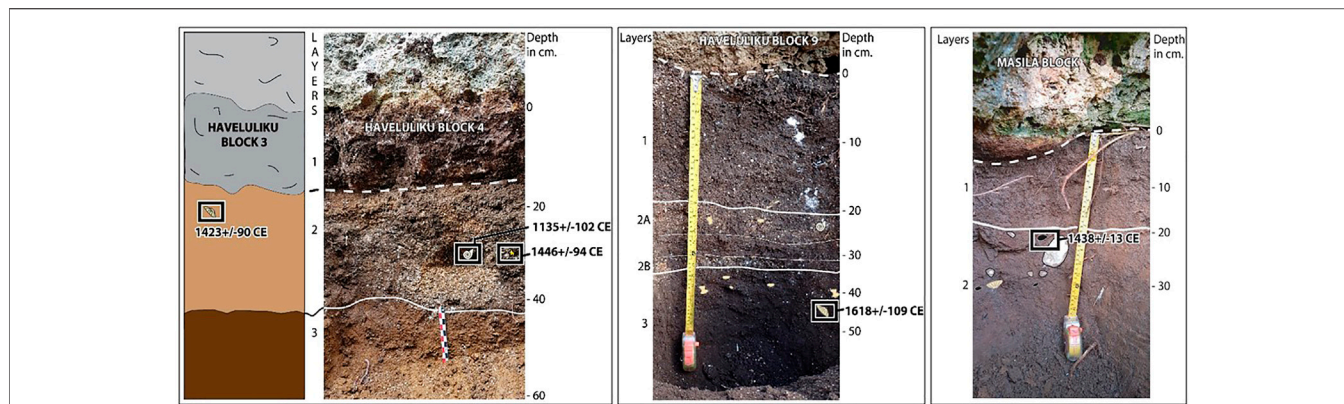 L
A
Y
E
R
S
Depth
in cm.
HAVELULIKU
BLOCK 3
HAVELULIKU BLOCK 4
0
1
20
1423+/-90 CE
2
1135+/-102 CE
1446+/-94 CE
40
3
60
Layers
HAVELULIKU BLOCK 9
Depth
in cm.
0
1
10
2A
20
30
2B
40
1618+/-109 CE
3
50
Layers
MASILA BLOCK
Depth
in cm.
0
1
10
20
1438+/-13 CE
2
30